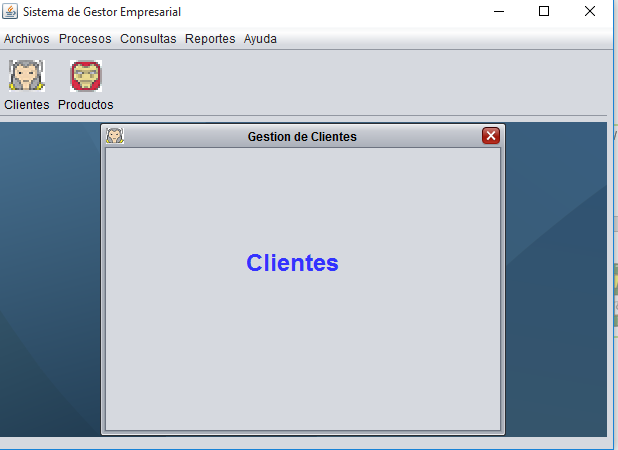 Sistema de Gestor Empresarial
Archivos Procesos Consultas Reportes Ayuda
Clientes Productos
Gestion de Clientes
Clientes